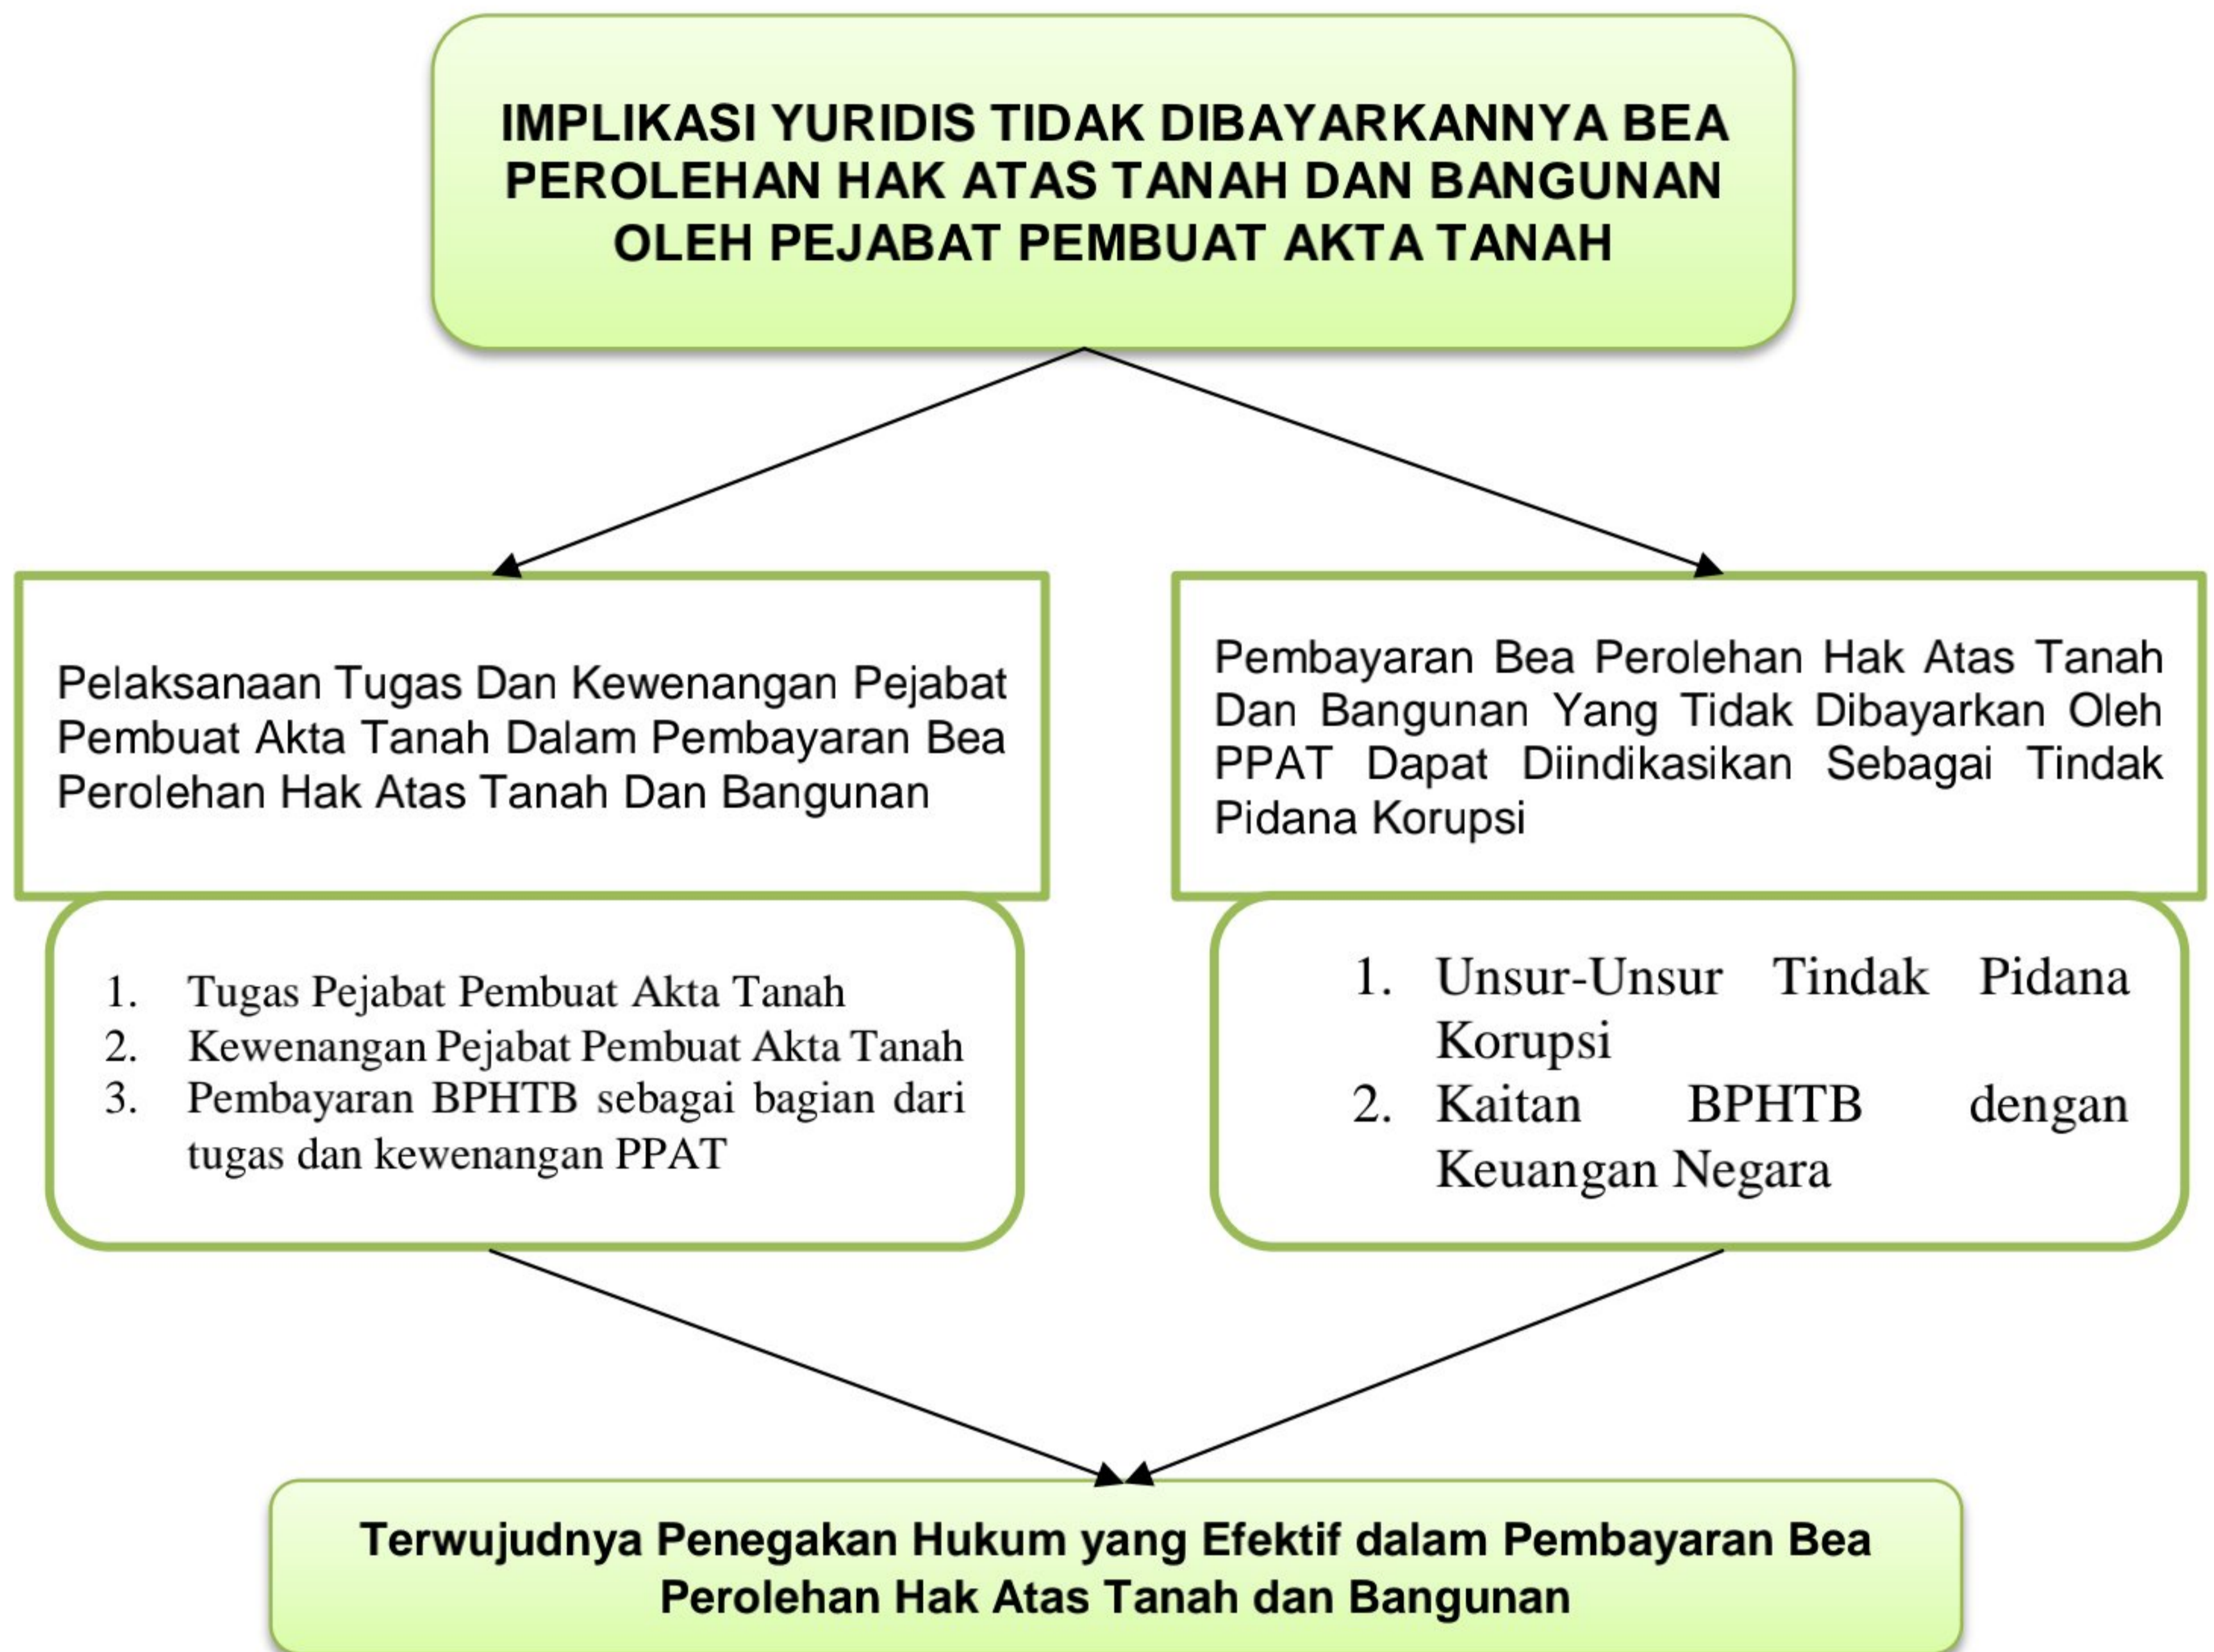 IMPLIKASI YURIDIS TIDAK DIBAYARKANNYA BEA
PEROLEHAN HAK ATAS TANAH DAN BANGUNAN
OLEH PEJABAT PEMBUAT AKTA TANAH
Pelaksanaan Tugas Dan Kewenangan Pejabat
Pembuat Akta Tanah Dalam Pembayaran Bea
Perolehan Hak Atas Tanah Dan Bangunan
1. Tugas Pejabat Pembuat Akta Tanah
2. Kewenangan Pejabat Pembuat Akta Tanah
3. Pembayaran BPHTB sebagai bagian dari
tugas dan kewenangan PPAT
Pembayaran Bea Perolehan Hak Atas Tanah
Dan Bangunan Yang Tidak Dibayarkan Oleh
PPAT Dapat Diindikasikan Sebagai Tindak
Pidana Korupsi
1. Unsur-Unsur Tindak Pidana
Korupsi
2. Kaitan BPHTB dengan
Keuangan Negara
Terwujudnya Penegakan Hukum yang Efektif dalam Pembayaran Bea
Perolehan Hak Atas Tanah dan Bangunan